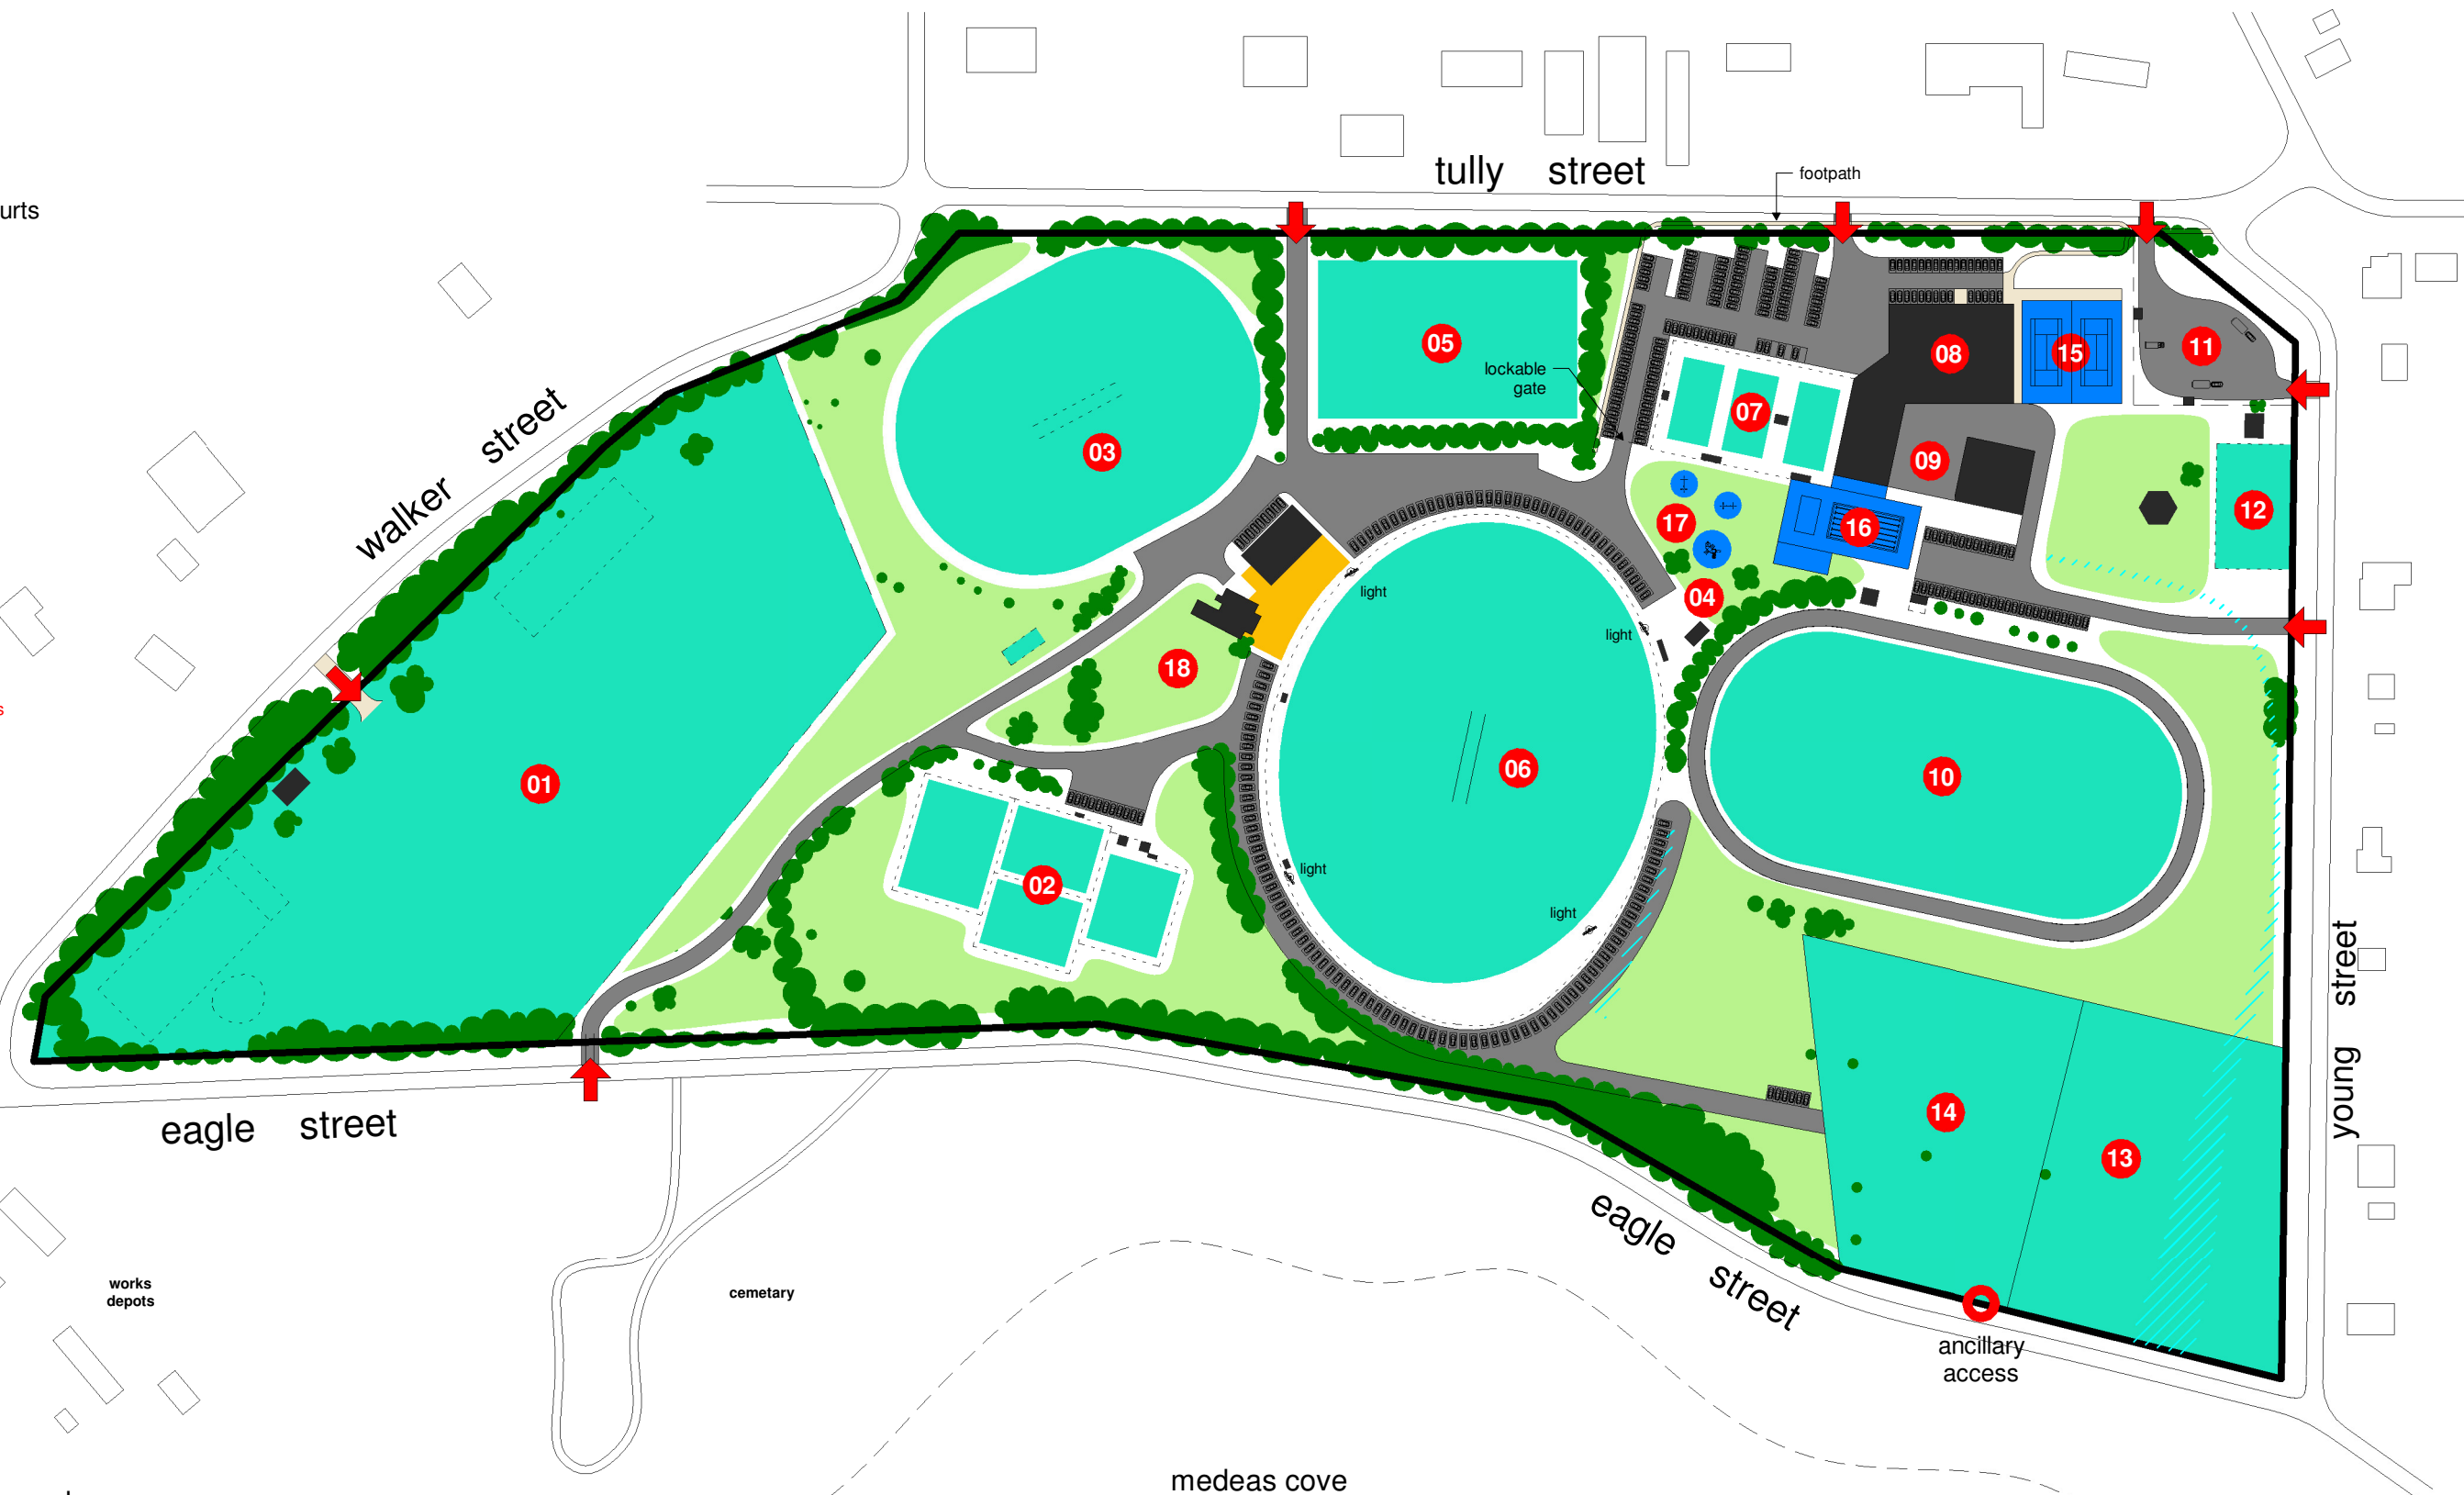 tully street
footpath
urts
05
lockable
gate
08
15
11
walker street
03
07
09
12
17
16
light
04
light
18
s
01
06
10
02
light
light
young street
14
13
eagle street
eagle street
works
depots
cemetary
ancillary
access
medeas cove